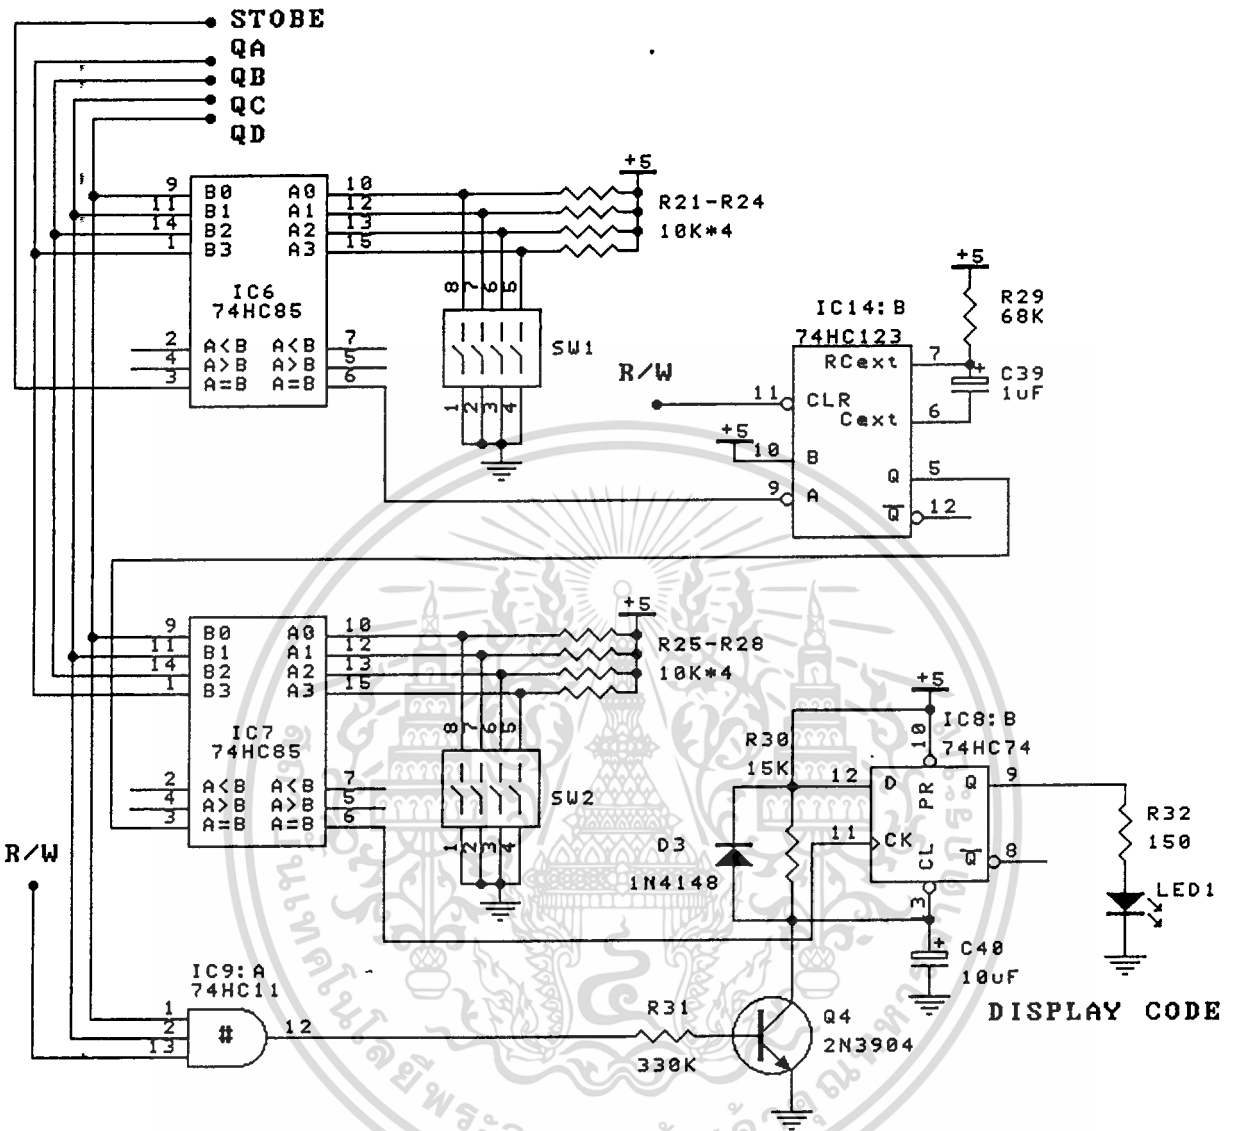 STOBE
QA
QB
QC
QD
+5
9 B0 A0 10
11 B1 A1 12
14 B2 A2 13
1 B3 A3 15
R21-R24
10K*4
IC6
74HC85
2 A<B A<B 7
4 A>B A>B 5
3 A=B A=B 6
8 7 6 5
SW1
1 2 3 4
R/W
IC14:B
74HC123
+5
R29
68K
RCext 7
C39
1uF
+
11 CLR
Cext 6
+5
10 B
Q 5
9 A
Q 12
+5
9 B0 A0 10
11 B1 A1 12
14 B2 A2 13
1 B3 A3 15
R25-R28
10K*4
IC7
74HC85
2 A<B A<B 7
4 A>B A>B 5
3 A=B A=B 6
8 7 6 5
SW2
1 2 3 4
R/W
+5
IC8:B
74HC74
R30
15K
10
12 D PR Q 9
11 CK CL Q 8
3
D3
1N4148
R32
150
LED1
+
C40
10uF
DISPLAY CODE
IC9:A
74HC11
1
2 # 12
13
R31
330K
Q4
2N3904